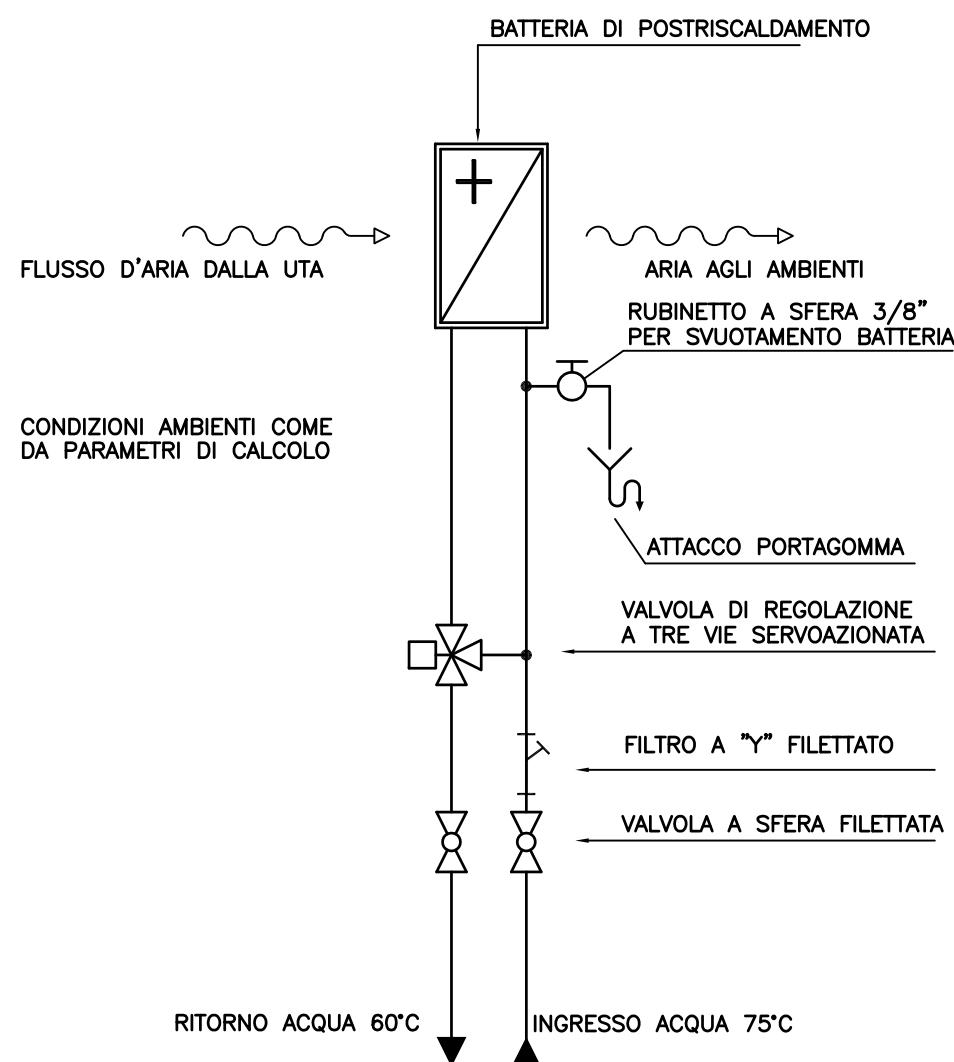 BATTERIA DI POSTRISCALDAMENTO
FLUSSO D'ARIA DALLA UTA
ARIA AGLI AMBIENTI
RUBINETTO A SFERA 3/8”
PER SVUOTAMENTO BATTERIA
CONDIZIONI AMBIENTI COME
DA PARAMETRI DI CALCOLO
ATTACCO PORTAGOMMA
VALVOLA DI REGOLAZIONE
A TRE VIE SERVOAZIONATA
FILTRO A ”Y” FILETTATO
VALVOLA A SFERA FILETTATA
RITORNO ACQUA 60°C
INGRESSO ACQUA 75°C